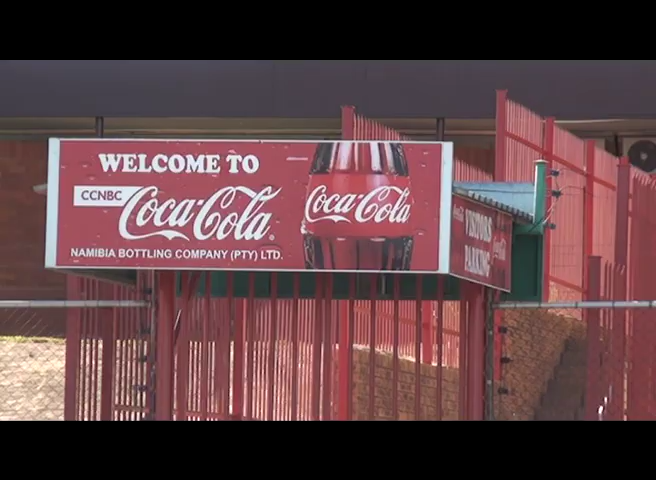 WELCOME TO
CCNBC
Coca-Cola
NAMIBIA BOTTLING COMPANY (PTY) LTD.
Coca-Cola
VISITORS
PARKING